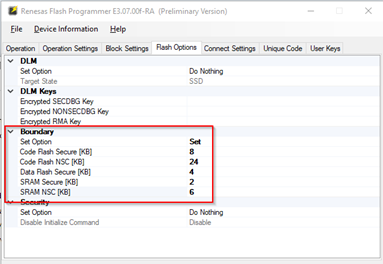 Renesas Flash Programmer E3.07.00f-RA (Preliminary Version)
File Device Information Help
Operation Operation Settings Block Settings Flash Options Connect Settings Unique Code User Keys
DLM
Set Option Do Nothing
Target State SSD
DLM Keys
Encrypted SECDBG Key
Encrypted NONSECDBG Key
Encrypted RMA Key
Boundary
Set Option Set
Code Flash Secure [KB] 8
Code Flash NSC [KB] 24
Data Flash Secure [KB] 4
SRAM Secure [KB] 2
SRAM NSC [KB] 6
Security
Set Option Do Nothing
Disable Initialize Command Disable